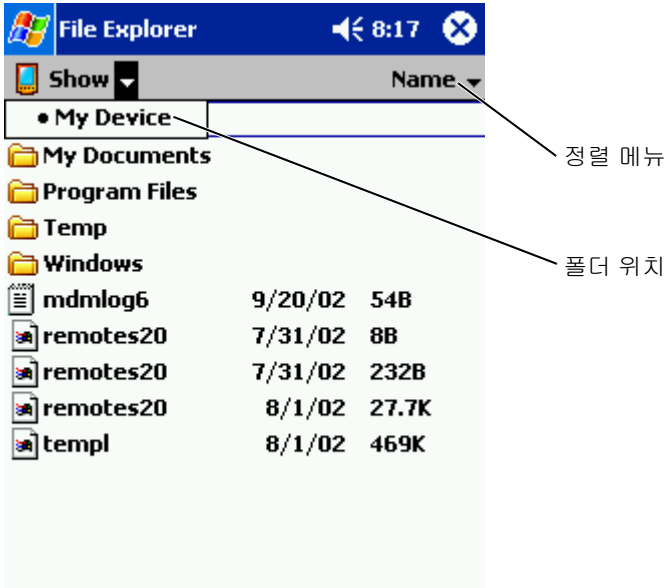 File Explorer 8:17
Show Name
• My Device
정렬 메뉴
My Documents
Program Files
Temp
폴더 위치
Windows
mdmlog6 9/20/02 54B
remotes20 7/31/02 8B
remotes20 7/31/02 232B
remotes20 8/1/02 27.7K
templ 8/1/02 469K